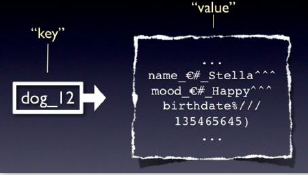 "value"
"key"
...
name_€#_Stella^^^
mood_€#_Happy^^^
birthdate%///
135465645)
...
dog_12